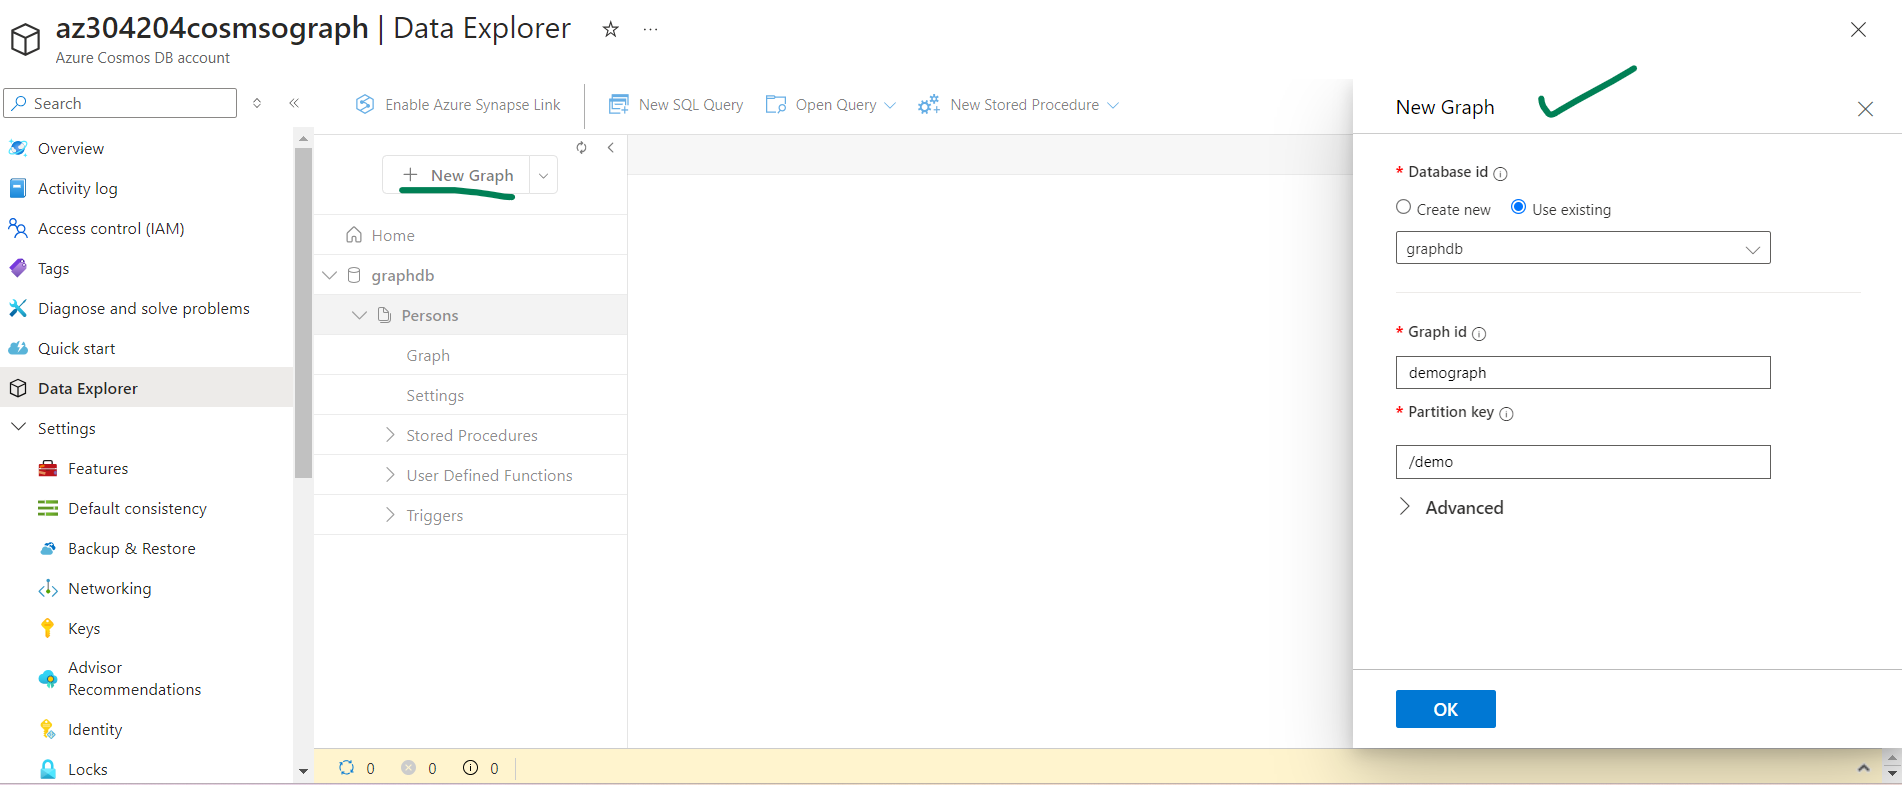 az304204cosmsograph | Data Explorer
Azure Cosmos DB account
Search
Overview
Activity log
Access control (IAM)
Tags
Diagnose and solve problems
Quick start
Data Explorer
Settings
Features
Default consistency
Backup & Restore
Networking
Keys
Advisor
Recommendations
Identity
Locks
Enable Azure Synapse Link
New SQL Query
Open Query
New Stored Procedure
New Graph
Home
graphdb
Persons
Graph
Settings
Stored Procedures
User Defined Functions
Triggers
0 0 0
New Graph
* Database id
Create new Use existing
graphdb
* Graph id
demograph
* Partition key
/demo
Advanced
OK